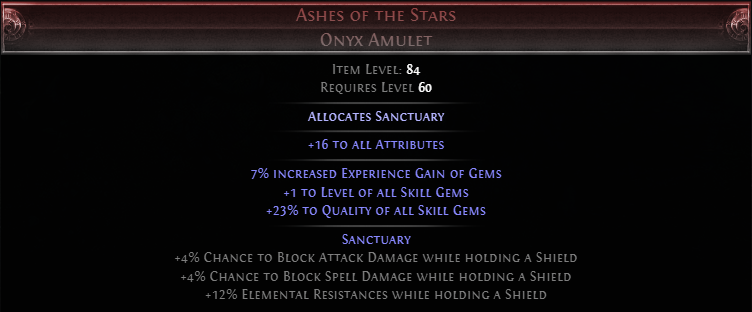 Ashes of the Stars
Onyx Amulet
Item Level: 84
Requires Level 60
Allocates Sanctuary
+16 to all Attributes
7% increased Experience Gain of Gems
+1 to Level of all Skill Gems
+23% to Quality of all Skill Gems
Sanctuary
+4% Chance to Block Attack Damage while holding a Shield
+4% Chance to Block Spell Damage while holding a Shield
+12% Elemental Resistances while holding a Shield